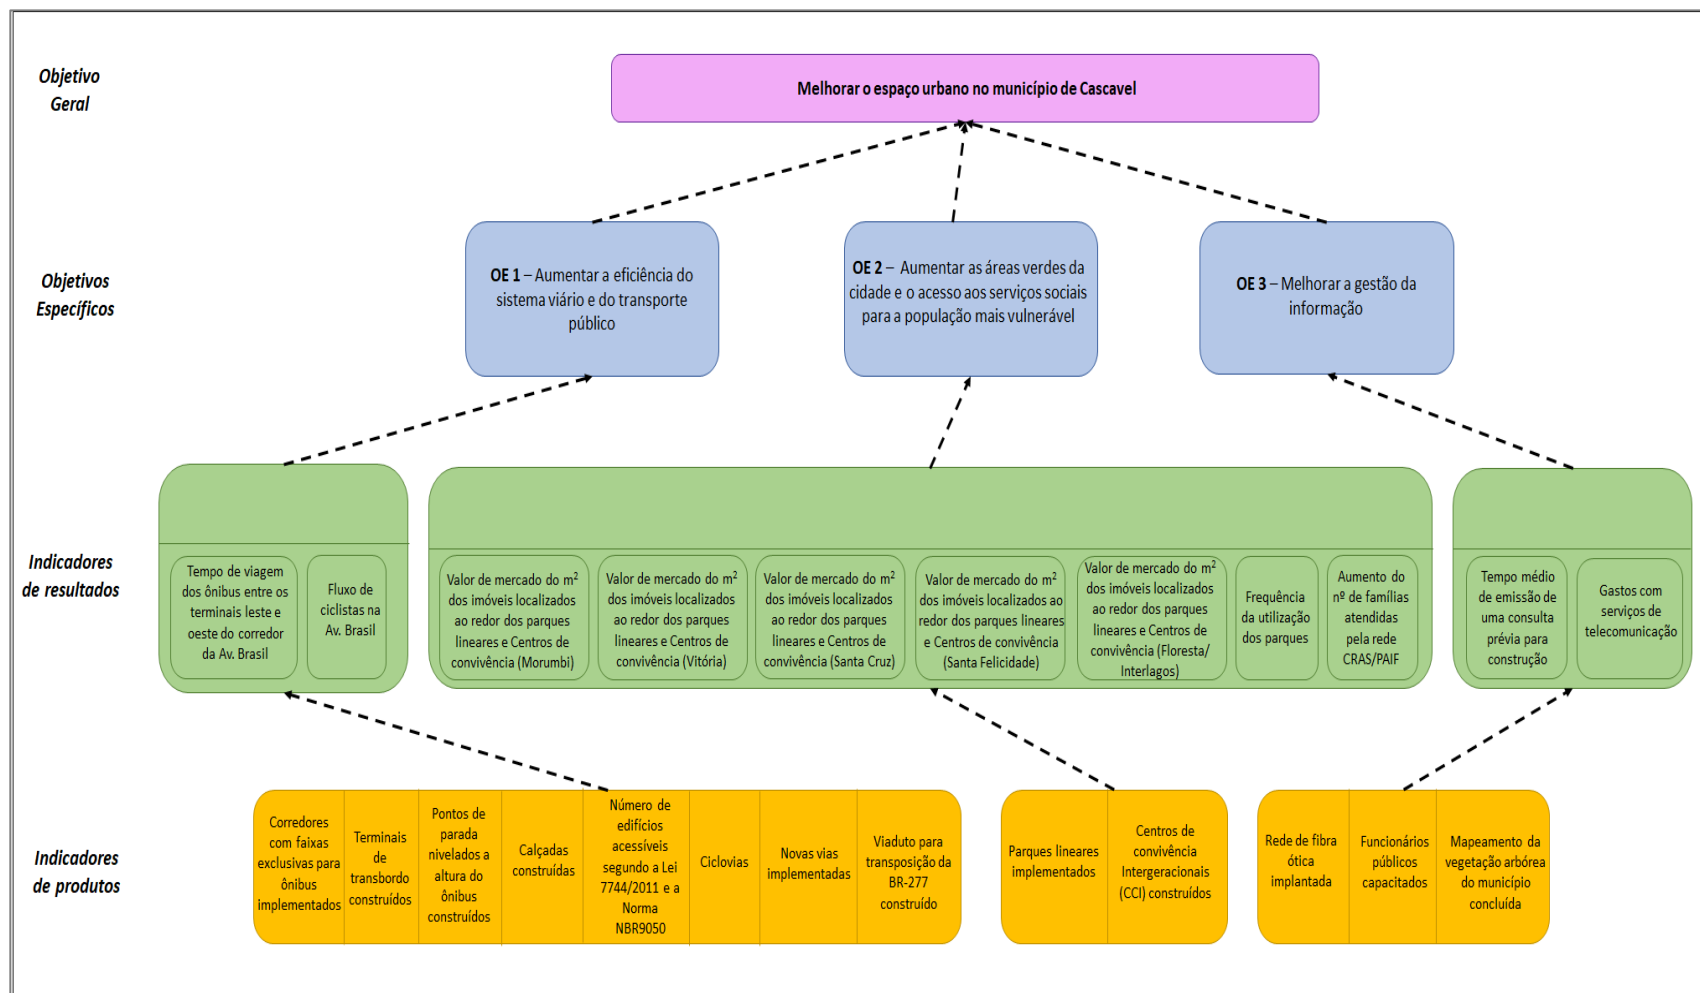 Objetivo
Geral
Melhorar o espaço urbano no município de Cascavel
Objetivos
Específicos
OE 1 – Aumentar a eficiência do
sistema viário e do transporte
público
OE 2 – Aumentar as áreas verdes da
cidade e o acesso aos serviços sociais
para a população mais vulnerável
OE 3 – Melhorar a gestão da
informação
Indicadores
de resultados
Tempo de viagem
dos ônibus entre os
terminais leste e
oeste do corredor
da Av. Brasil
Fluxo de
ciclistas na
Av. Brasil
Valor de mercado do m²
dos imóveis localizados
ao redor dos parques
lineares e Centros de
convivência (Morumbi)
Valor de mercado do m²
dos imóveis localizados
ao redor dos parques
lineares e Centros de
convivência (Vitória)
Valor de mercado do m²
dos imóveis localizados
ao redor dos parques
lineares e Centros de
convivência (Santa Cruz)
Valor de mercado do m²
dos imóveis localizados ao
redor dos parques lineares
e Centros de convivência
(Santa Felicidade)
Valor de mercado do m²
dos imóveis localizados
ao redor dos parques
lineares e Centros de
convivência (Floresta/
Interlagos)
Frequência
da utilização
dos parques
Aumento do
nº de famílias
atendidas
pela rede
CRAS/PAIF
Tempo médio
de emissão de
uma consulta
prévia para
construção
Gastos com
serviços de
telecomunicação
Indicadores
de produtos
Corredores
com faixas
exclusivas para
ônibus
implementados
Terminais
de
transbordo
construídos
Pontos de
parada
nivelados a
altura do
ônibus
construídos
Calçadas
construídas
Número de
edifícios
acessíveis
segundo a Lei
7744/2011 e a
Norma
NBR9050
Ciclovias
Novas vias
implementadas
Viaduto para
transposição da
BR-277
construído
Parques lineares
implementados
Centros de
convivência
Intergeracionais
(CCI) construídos
Rede de fibra
ótica
implantada
Funcionários
públicos
capacitados
Mapeamento da
vegetação arbórea
do município
concluída